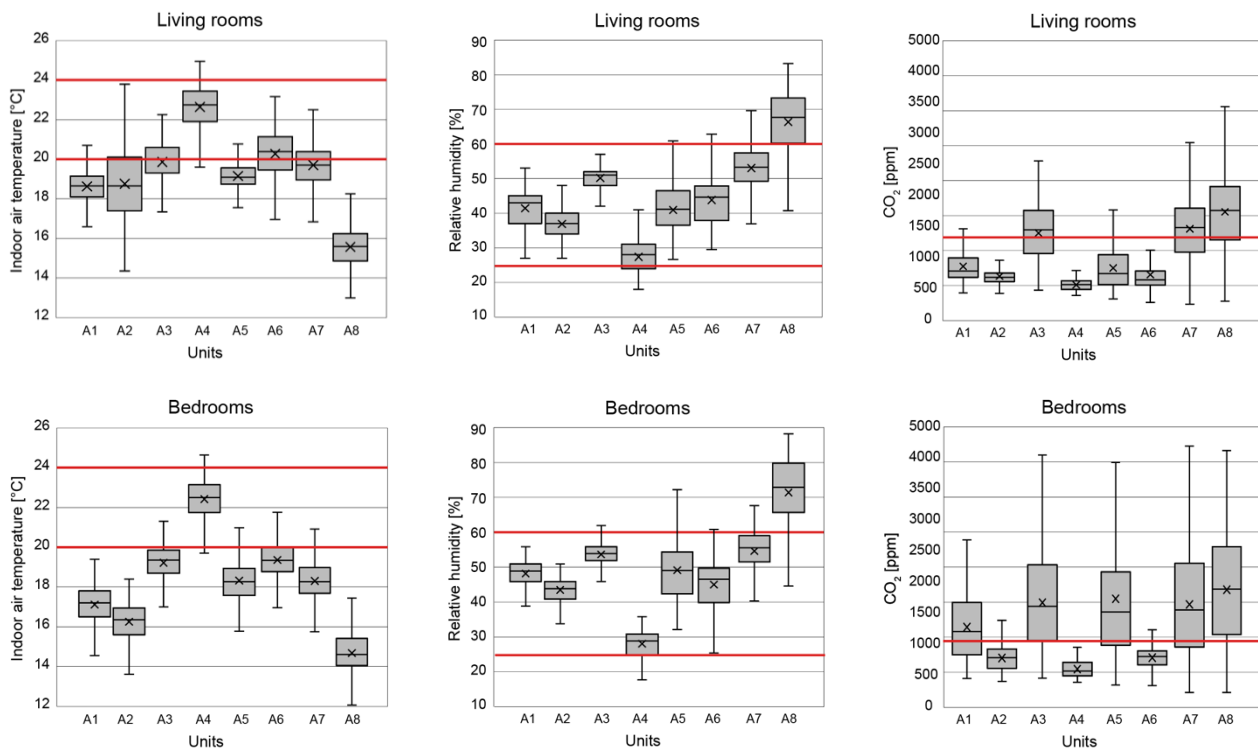 Living rooms
Indoor air temperature [°C]
26
24
22
20
18
16
14
12
A1 A2 A3 A4 A5 A6 A7 A8
Units
Living rooms
Relative humidity [%]
90
80
70
60
50
40
30
20
10
A1 A2 A3 A4 A5 A6 A7 A8
Units
Living rooms
CO2 [ppm]
5000
4000
3500
2500
2000
1500
1000
500
0
A1 A2 A3 A4 A5 A6 A7 A8
Units
Bedrooms
Indoor air temperature [°C]
26
24
22
20
18
16
14
12
A1 A2 A3 A4 A5 A6 A7 A8
Units
Bedrooms
Relative humidity [%]
90
80
70
60
50
40
30
20
10
A1 A2 A3 A4 A5 A6 A7 A8
Units
Bedrooms
CO2 [ppm]
5000
4000
3500
2500
2000
1500
1000
500
0
A1 A2 A3 A4 A5 A6 A7 A8
Units